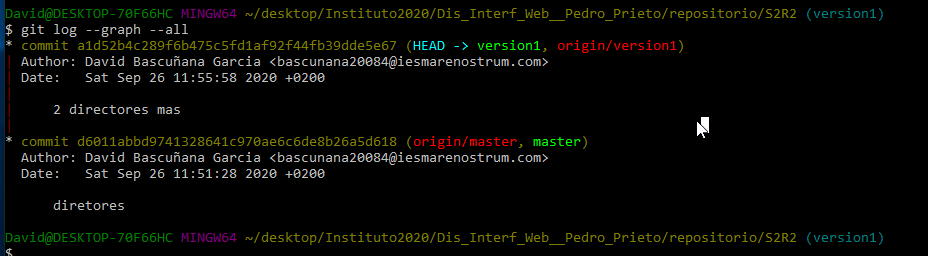 David@DESKTOP-70F66HC MINGW64 ~/desktop/Instituto2020/Dis_Interf_Web__Pedro_Prieto/repositorio/S2R2 (version1)
$ git log --graph --all
* commit a1d52b4c289f6b475c5fd1af92f44fb39dde5e67 (HEAD -> version1, origin/version1)
| Author: David Bascuñana Garcia <bascunana20084@iesmarenostrum.com>
| Date:   Sat Sep 26 11:55:58 2020 +0200
|
|     2 directores mas
|
* commit d6011abbd9741328641c970ae6c6de8b26a5d618 (origin/master, master)
  Author: David Bascuñana Garcia <bascunana20084@iesmarenostrum.com>
  Date:   Sat Sep 26 11:51:28 2020 +0200

      diretores

David@DESKTOP-70F66HC MINGW64 ~/desktop/Instituto2020/Dis_Interf_Web__Pedro_Prieto/repositorio/S2R2 (version1)
$